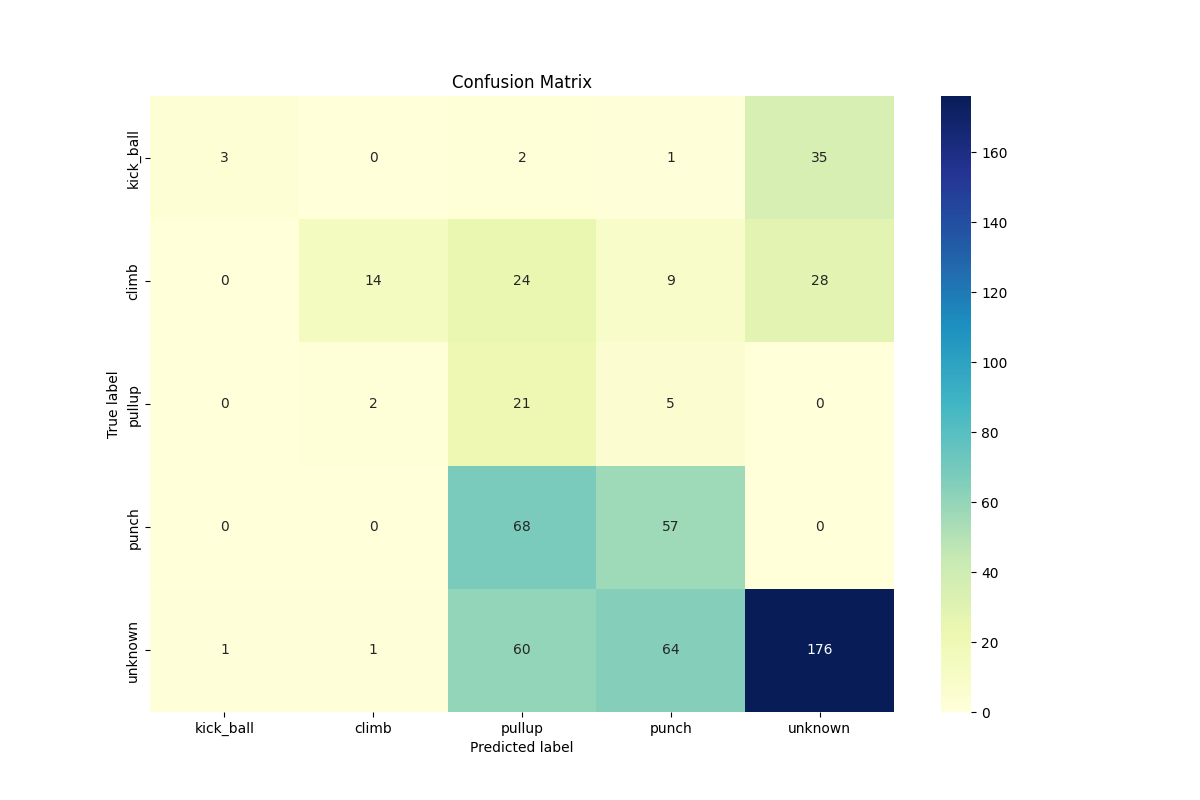 Confusion Matrix
True label
kick_ball 3 0 2 1 35
climb 0 14 24 9 28
pullup 0 2 21 5 0
punch 0 0 68 57 0
unknown 1 1 60 64 176
kick_ball climb pullup punch unknown
Predicted label
160
140
120
100
80
60
40
20
0